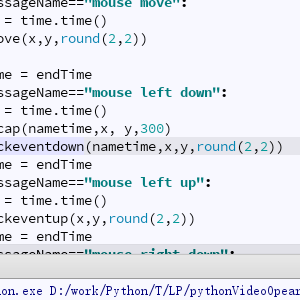 ssageName=="mouse move":
= time.time()
ove(x,y,round(2,2))
me = endTime
ssageName=="mouse left down":
= time.time()
cap(nametime,x, y,300)
ckeventdown(nametime,x,y,round(2,2))
me = endTime
ssageName=="mouse left up":
= time.time()
ckeventup(x,y,round(2,2))
me = endTime
ssageName=="mouse right down":
on.exe D:/work/Python/T/LP/pythonVideoOpear